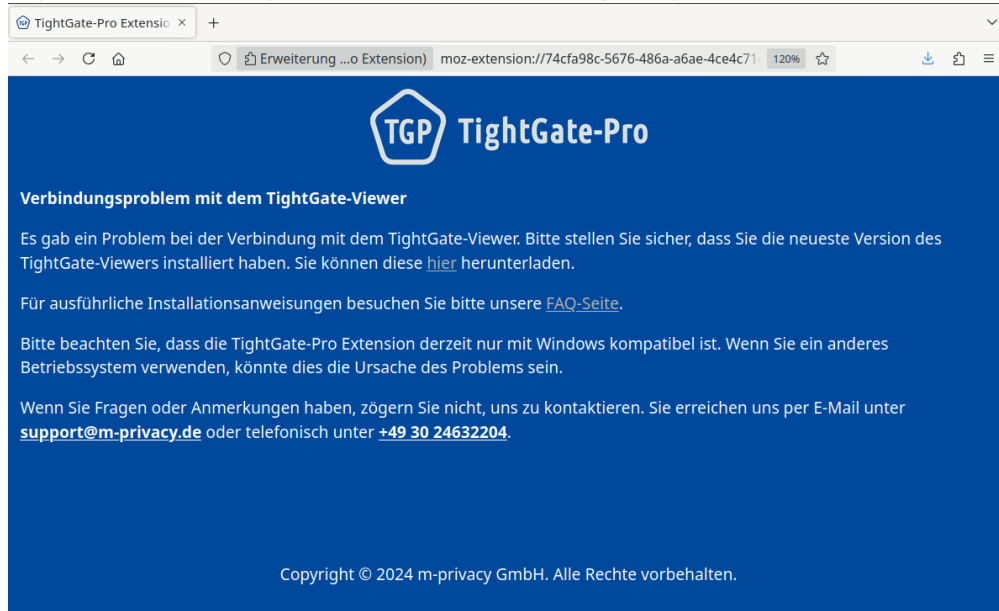 TightGate-Pro Extensio
Erweiterung ...o Extension) moz-extension://74cfa98c-5676-486a-a6ae-4ce4c71 120%
TGP TightGate-Pro
Verbindungsproblem mit dem TightGate-Viewer
Es gab ein Problem bei der Verbindung mit dem TightGate-Viewer. Bitte stellen Sie sicher, dass Sie die neueste Version des
TightGate-Viewers installiert haben. Sie können diese hier herunterladen.
Für ausführliche Installationsanweisungen besuchen Sie bitte unsere FAQ-Seite.
Bitte beachten Sie, dass die TightGate-Pro Extension derzeit nur mit Windows kompatibel ist. Wenn Sie ein anderes
Betriebssystem verwenden, könnte dies die Ursache des Problems sein.
Wenn Sie Fragen oder Anmerkungen haben, zögern Sie nicht, uns zu kontaktieren. Sie erreichen uns per E-Mail unter
support@m-privacy.de oder telefonisch unter +49 30 24632204.
Copyright © 2024 m-privacy GmbH. Alle Rechte vorbehalten.